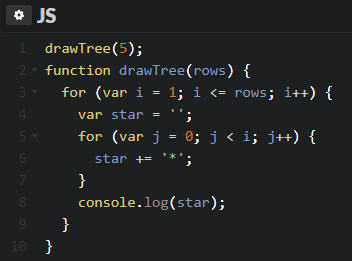 JS
1 drawTree(5);
2 function drawTree(rows) {
3   for (var i = 1; i <= rows; i++) {
4     var star = '';
5     for (var j = 0; j < i; j++) {
6       star += '*';
7     }
8     console.log(star);
9   }
10 }